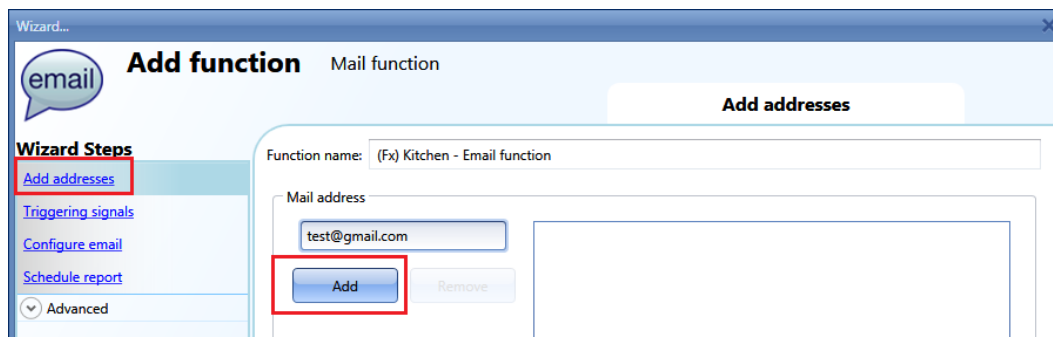 Wizard...
email
Add function Mail function
Add addresses
Wizard Steps
Add addresses
Triggering signals
Configure email
Schedule report
Advanced
Function name: (Fx) Kitchen - Email function
Mail address
test@gmail.com
Add Remove